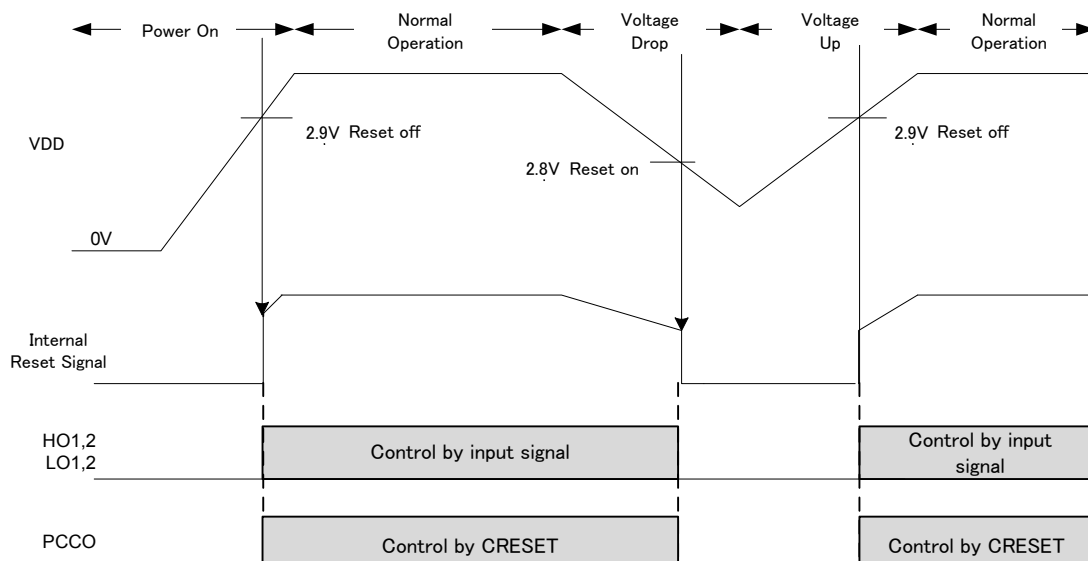 Power On
Normal
Operation
Voltage
Drop
Voltage
Up
Normal
Operation
VDD
2.9V Reset off
2.8V Reset on
2.9V Reset off
0V
Internal
Reset Signal
HO1,2
LO1,2
Control by input signal
Control by input
signal
PCCO
Control by CRESET
Control by CRESET